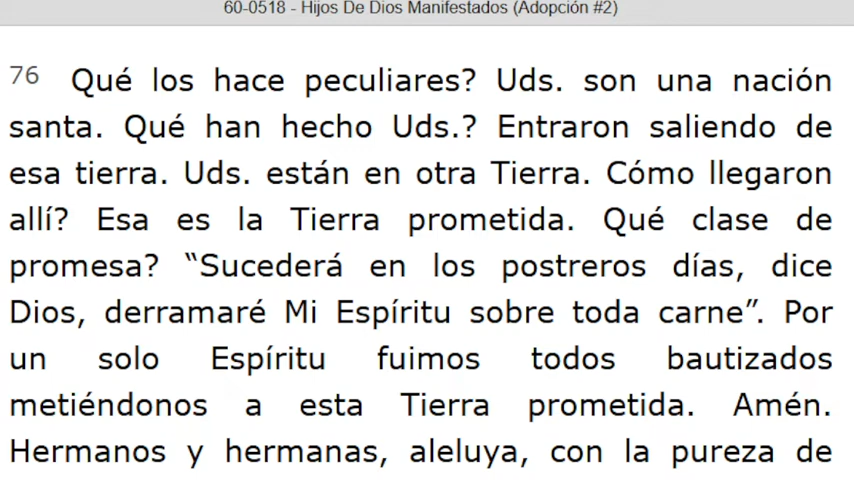 60-0518 - Hijos De Dios Manifestados (Adopción #2)
76 Qué los hace peculiares? Uds. son una nación
santa. Qué han hecho Uds.? Entraron saliendo de
esa tierra. Uds. están en otra Tierra. Cómo llegaron
allí? Esa es la Tierra prometida. Qué clase de
promesa? “Sucederá en los postreros días, dice
Dios, derramaré Mi Espíritu sobre toda carne”. Por
un solo Espíritu fuimos todos bautizados
metiéndonos a esta Tierra prometida. Amén.
Hermanos y hermanas, aleluya, con la pureza de